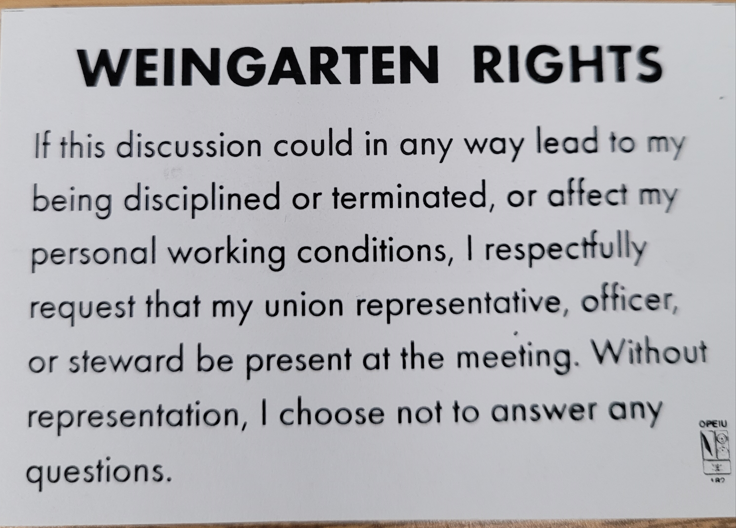 WEINGARTEN RIGHTS
If this discussion could in any way lead to my
being disciplined or terminated, or affect my
personal working conditions, I respectfully
request that my union representative, officer,
or steward be present at the meeting. Without
representation, I choose not to answer any
questions.
OPEIU